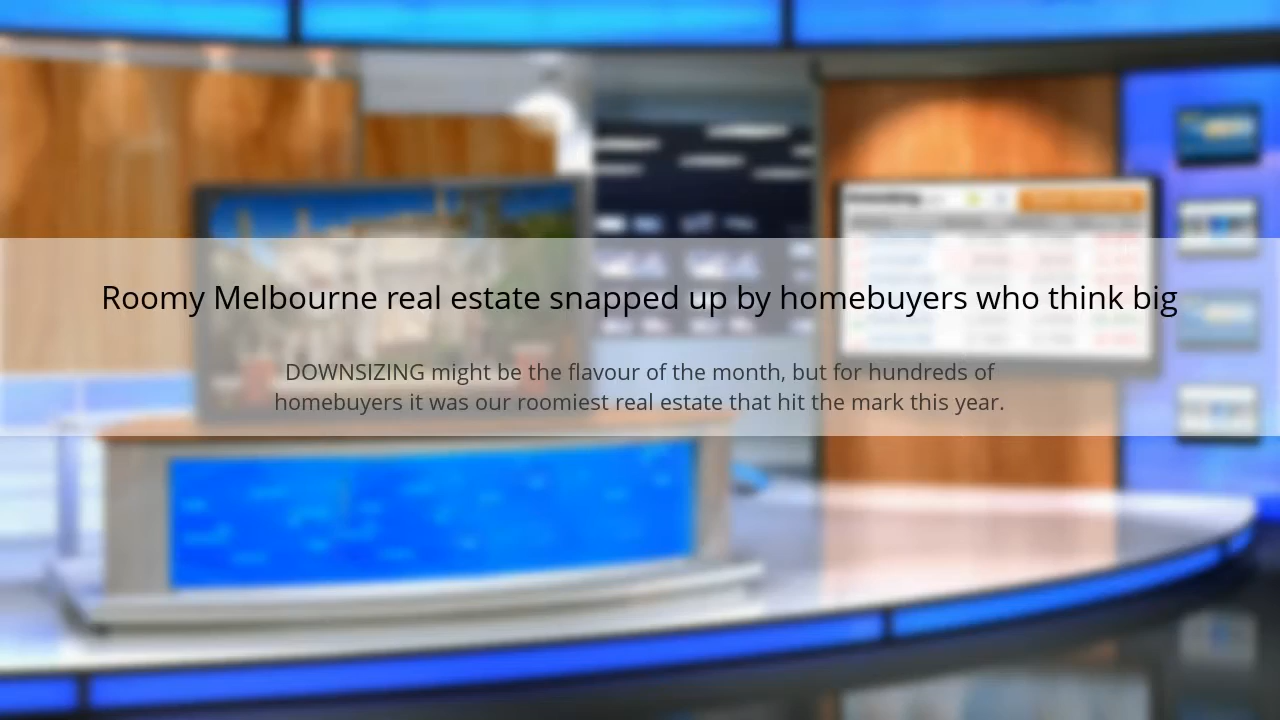 Roomy Melbourne real estate snapped up by homebuyers who think big
DOWNSIZING might be the flavour of the month, but for hundreds of
homebuyers it was our roomiest real estate that hit the mark this year.